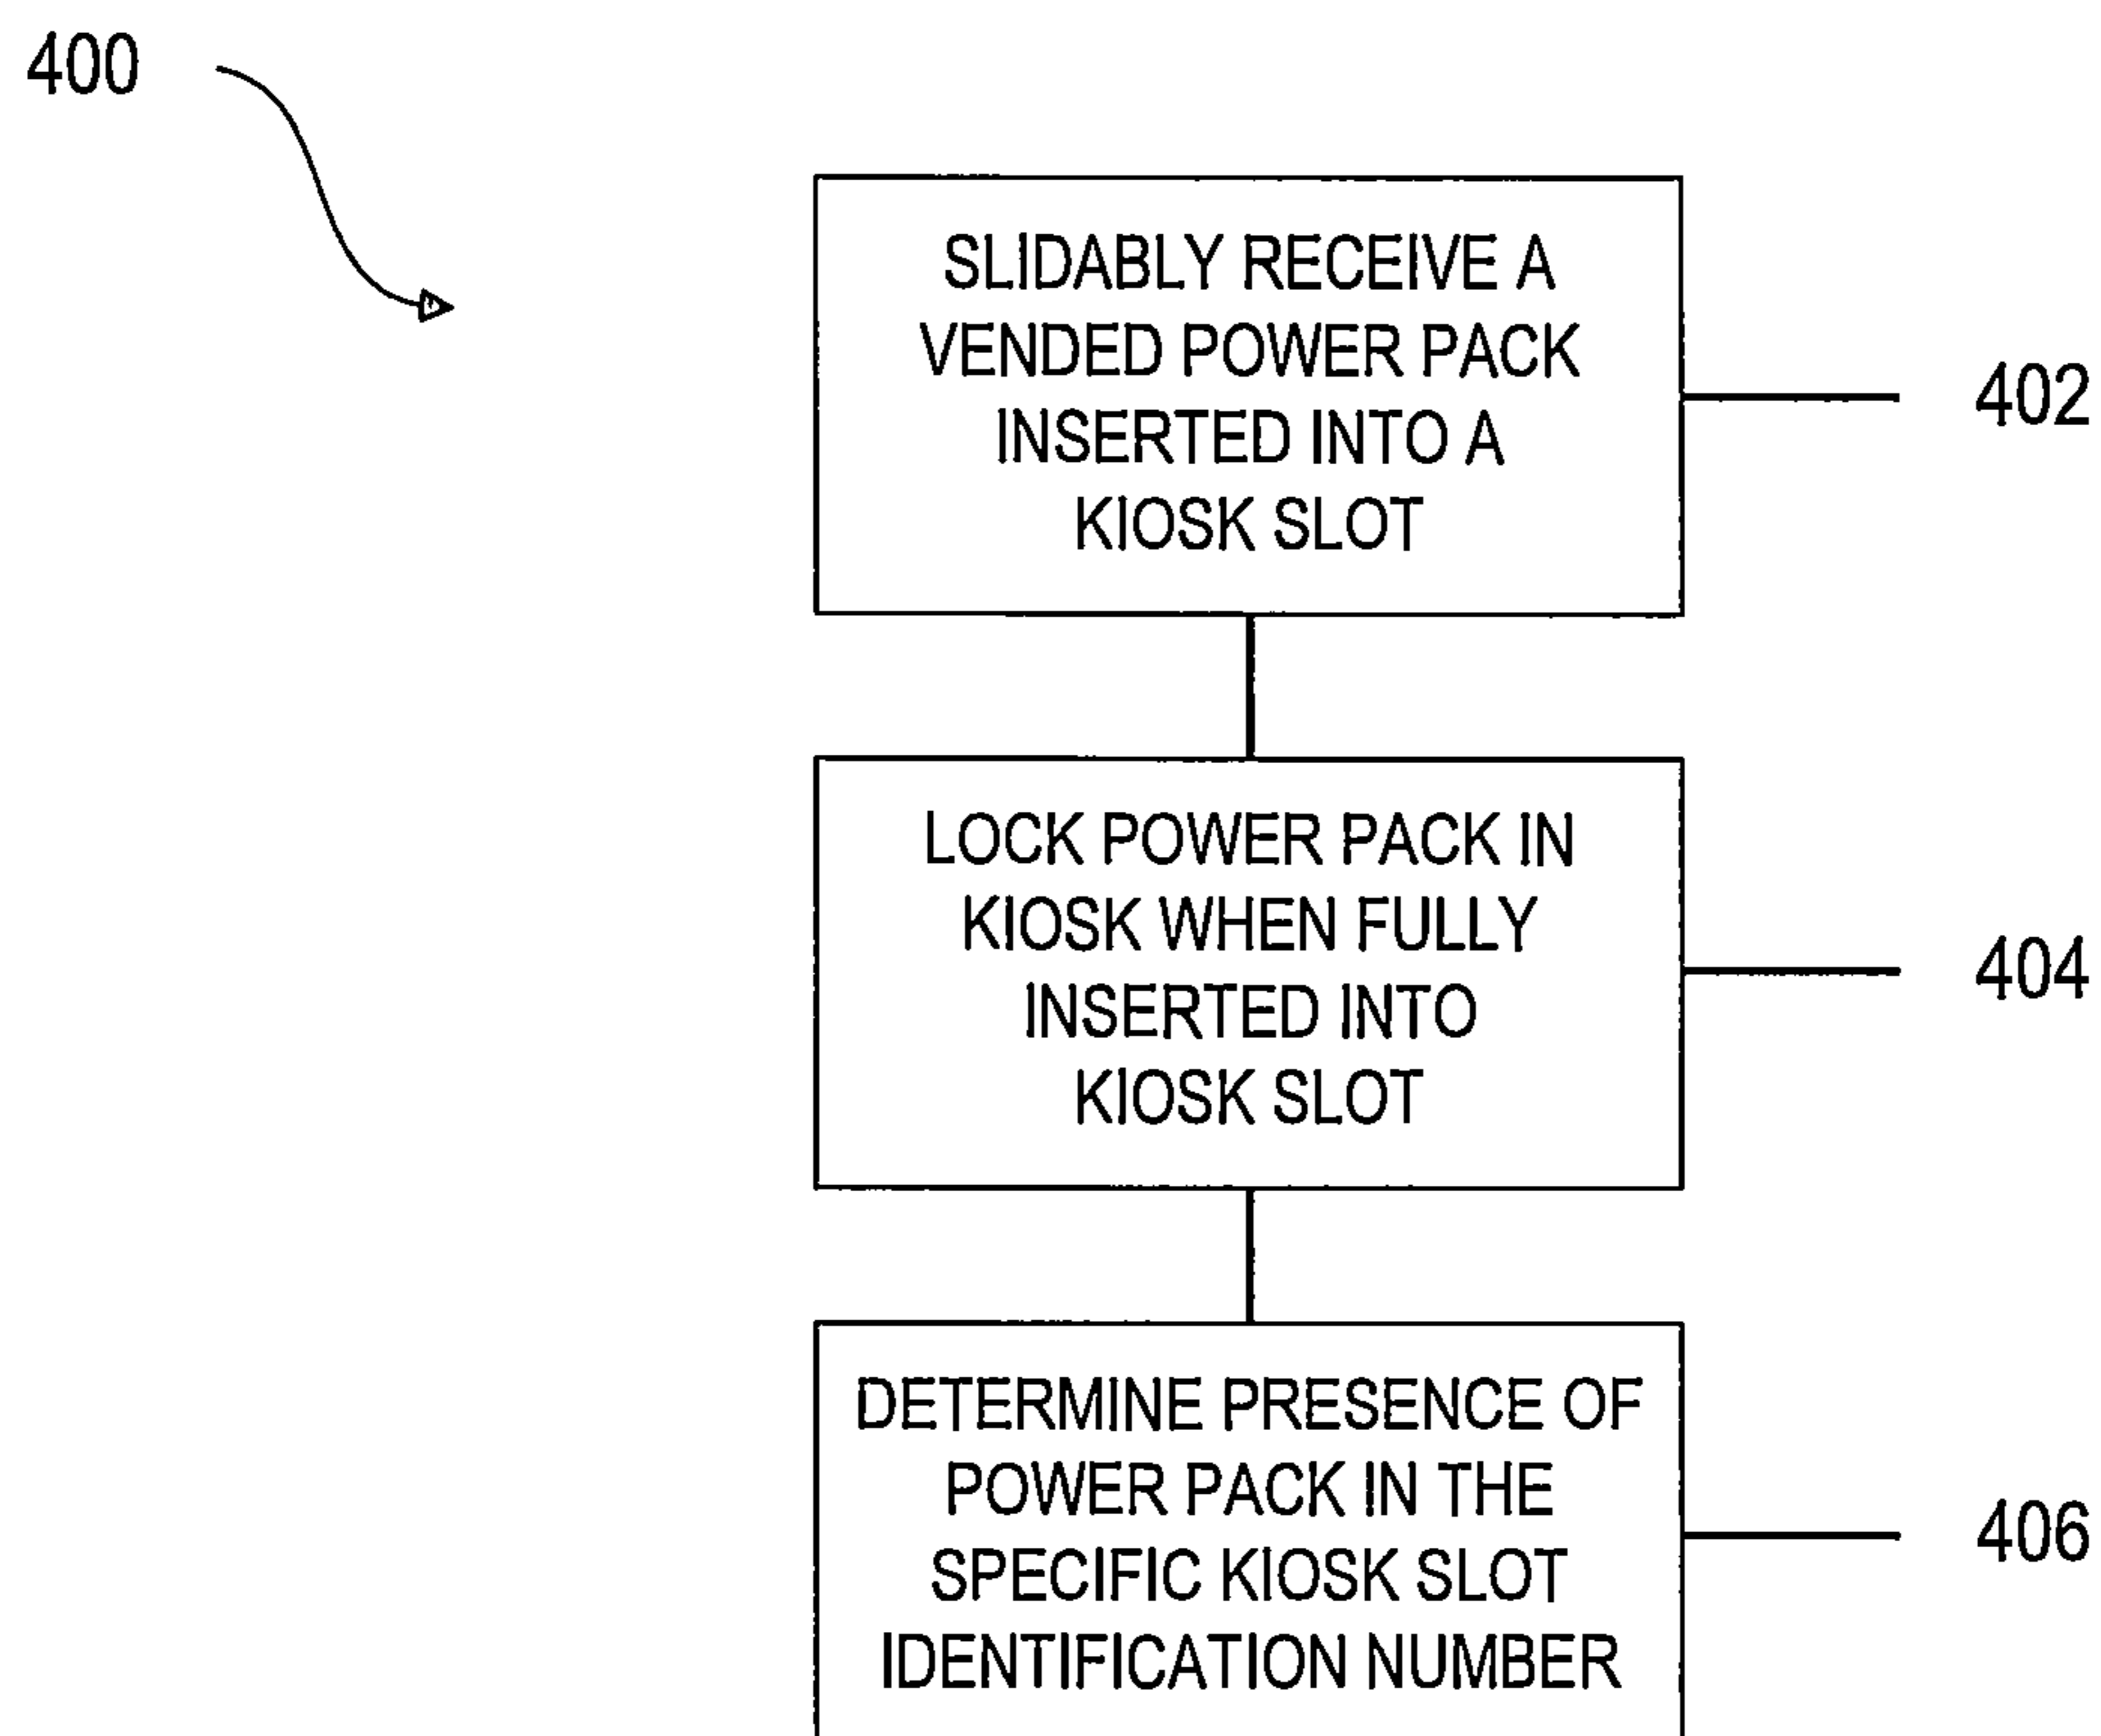 400
SLIDABLY RECEIVE A
VENDED POWER PACK
INSERTED INTO A
KIOSK SLOT
402
LOCK POWER PACK IN
KIOSK WHEN FULLY
INSERTED INTO
KIOSK SLOT
404
DETERMINE PRESENCE OF
POWER PACK IN THE
SPECIFIC KIOSK SLOT
IDENTIFICATION NUMBER
406